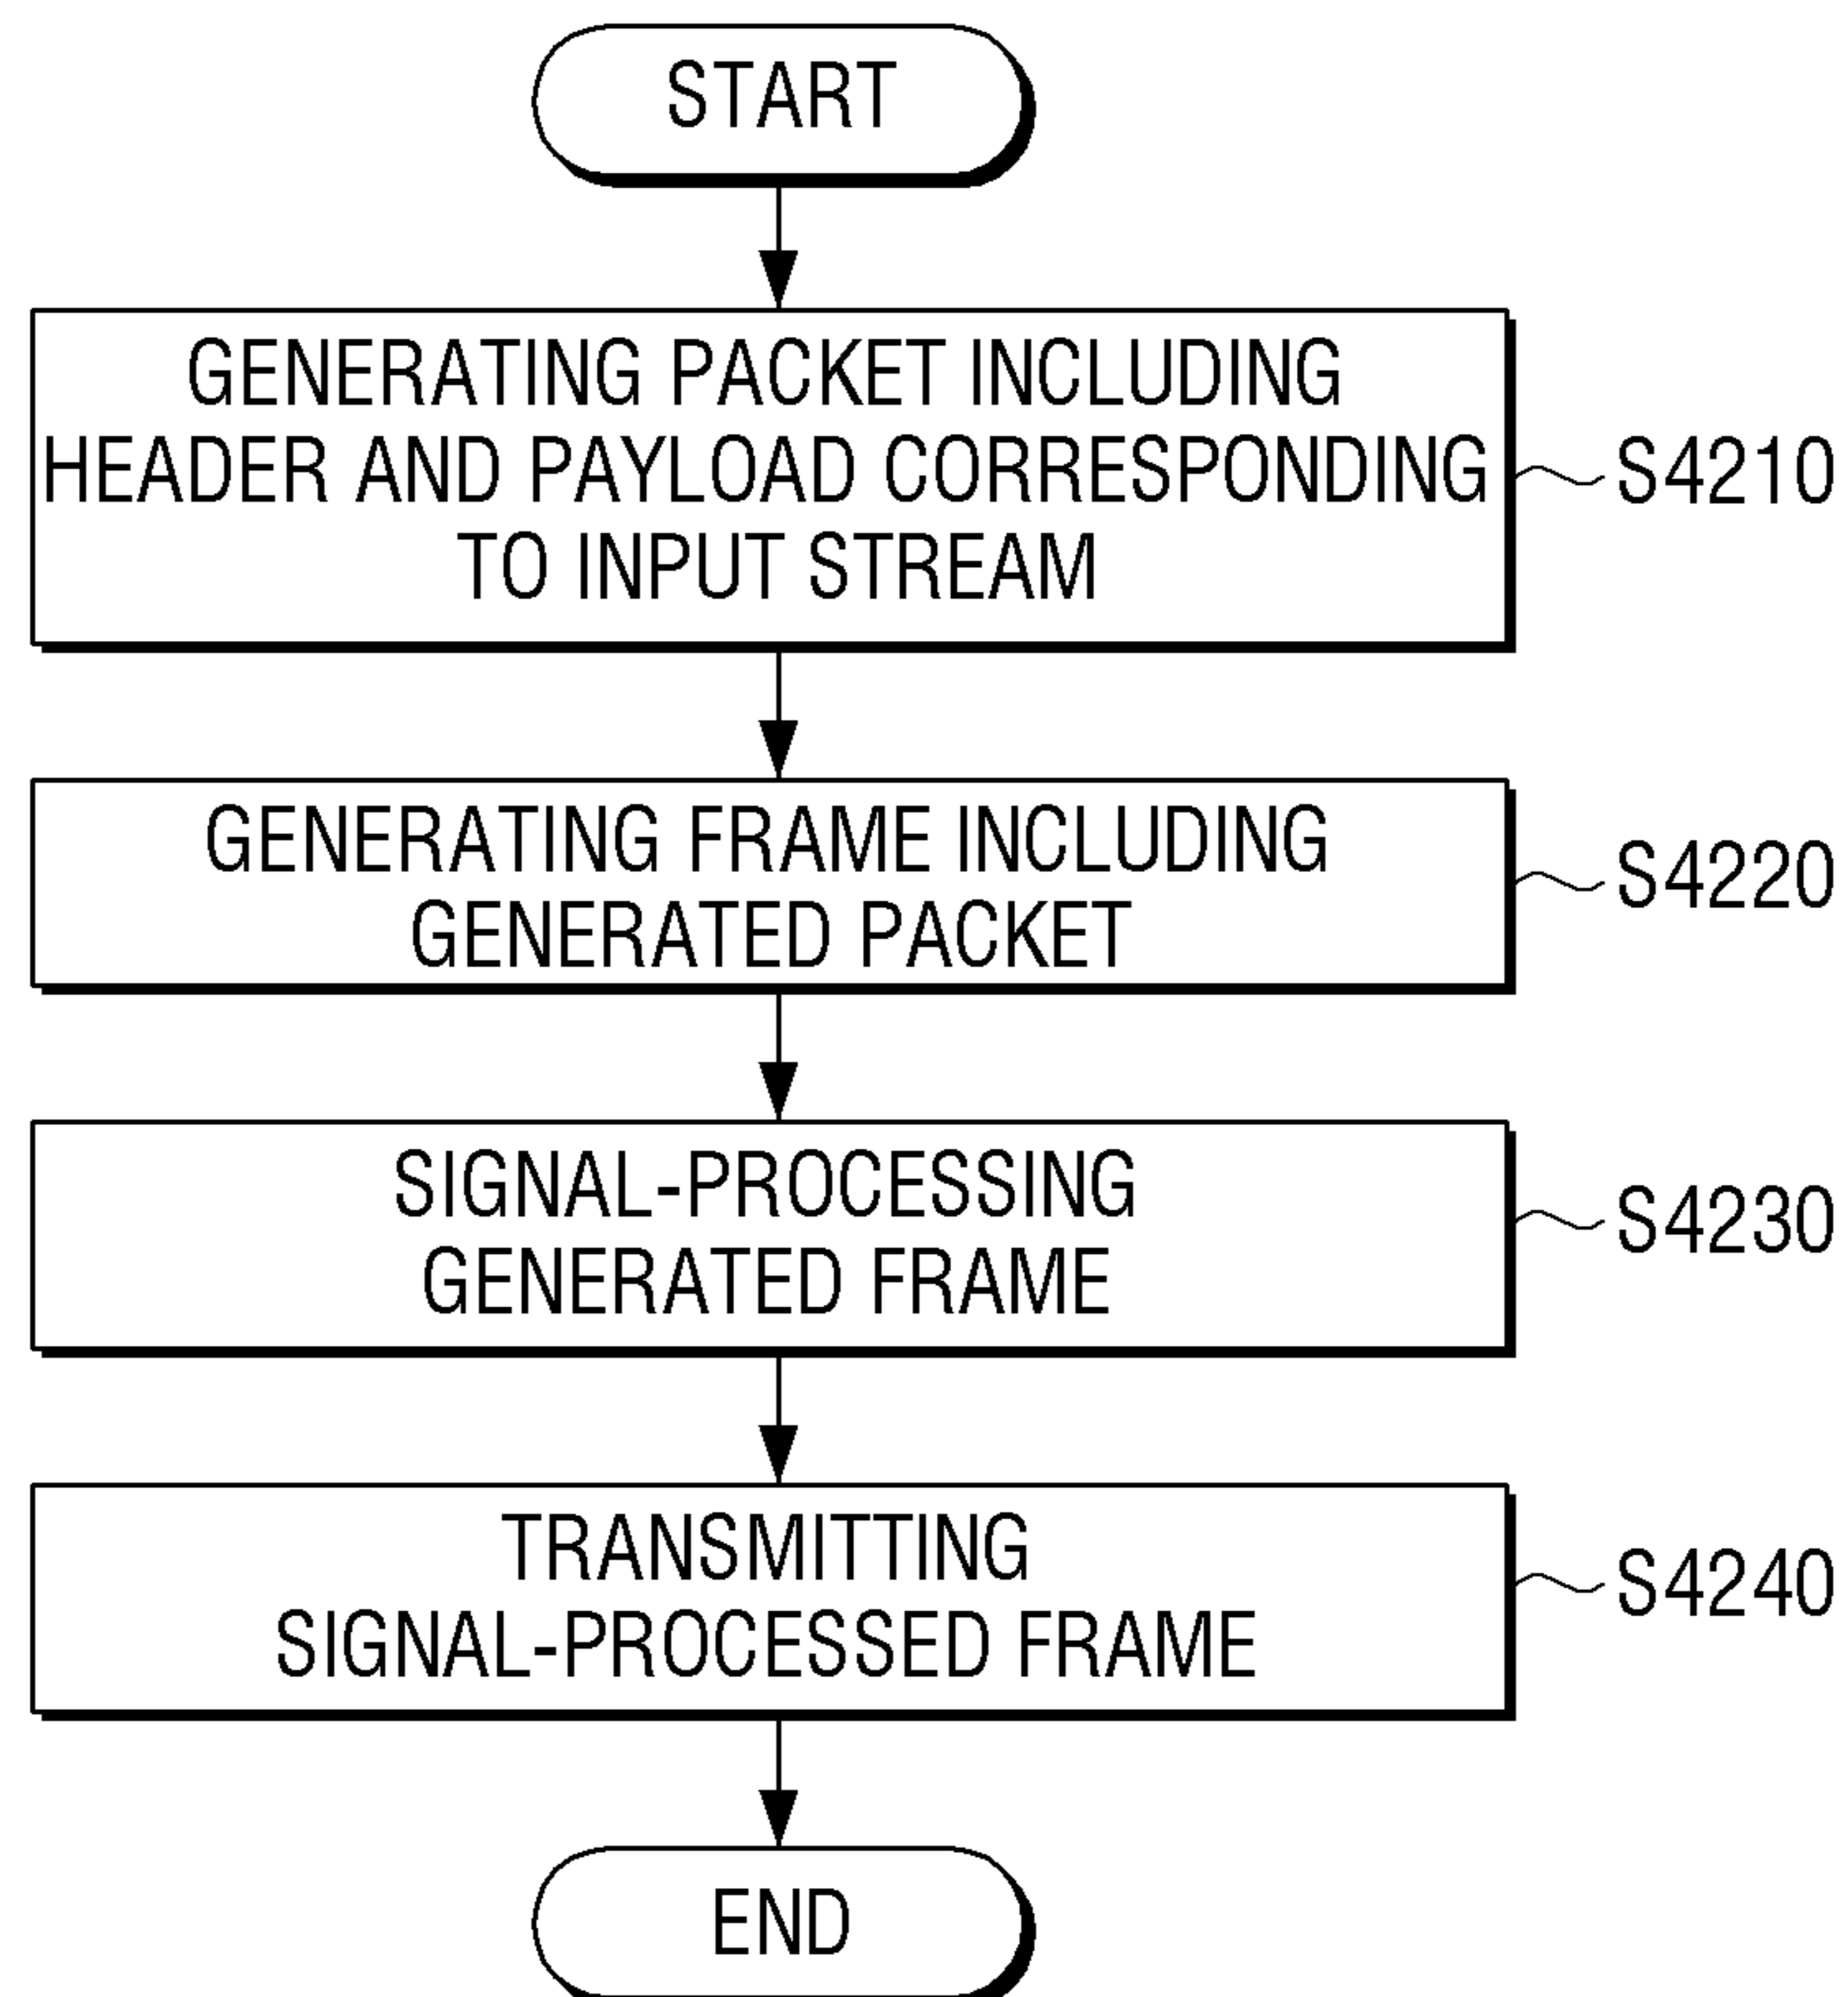 START
GENERATING PACKET INCLUDING
HEADER AND PAYLOAD CORRESPONDING
TO INPUT STREAM
S4210
GENERATING FRAME INCLUDING
GENERATED PACKET
S4220
SIGNAL-PROCESSING
GENERATED FRAME
S4230
TRANSMITTING
SIGNAL-PROCESSED FRAME
S4240
END